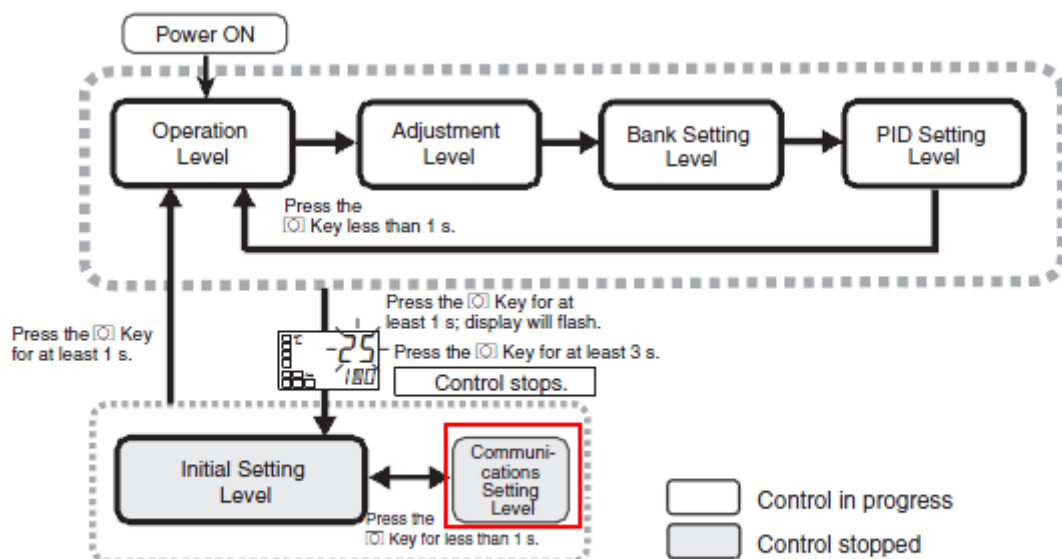 Power ON
Operation
Level
Adjustment
Level
Bank Setting
Level
PID Setting
Level
Press the
Key less than 1 s.
Press the Key
for at least 1 s.
Press the Key for at
least 1 s; display will flash.
°C
-25
100
Press the Key for at least 3 s.
Control stops.
Initial Setting
Level
Communi-
cations
Setting
Level
Press the
Key for less than 1 s.
Control in progress
Control stopped